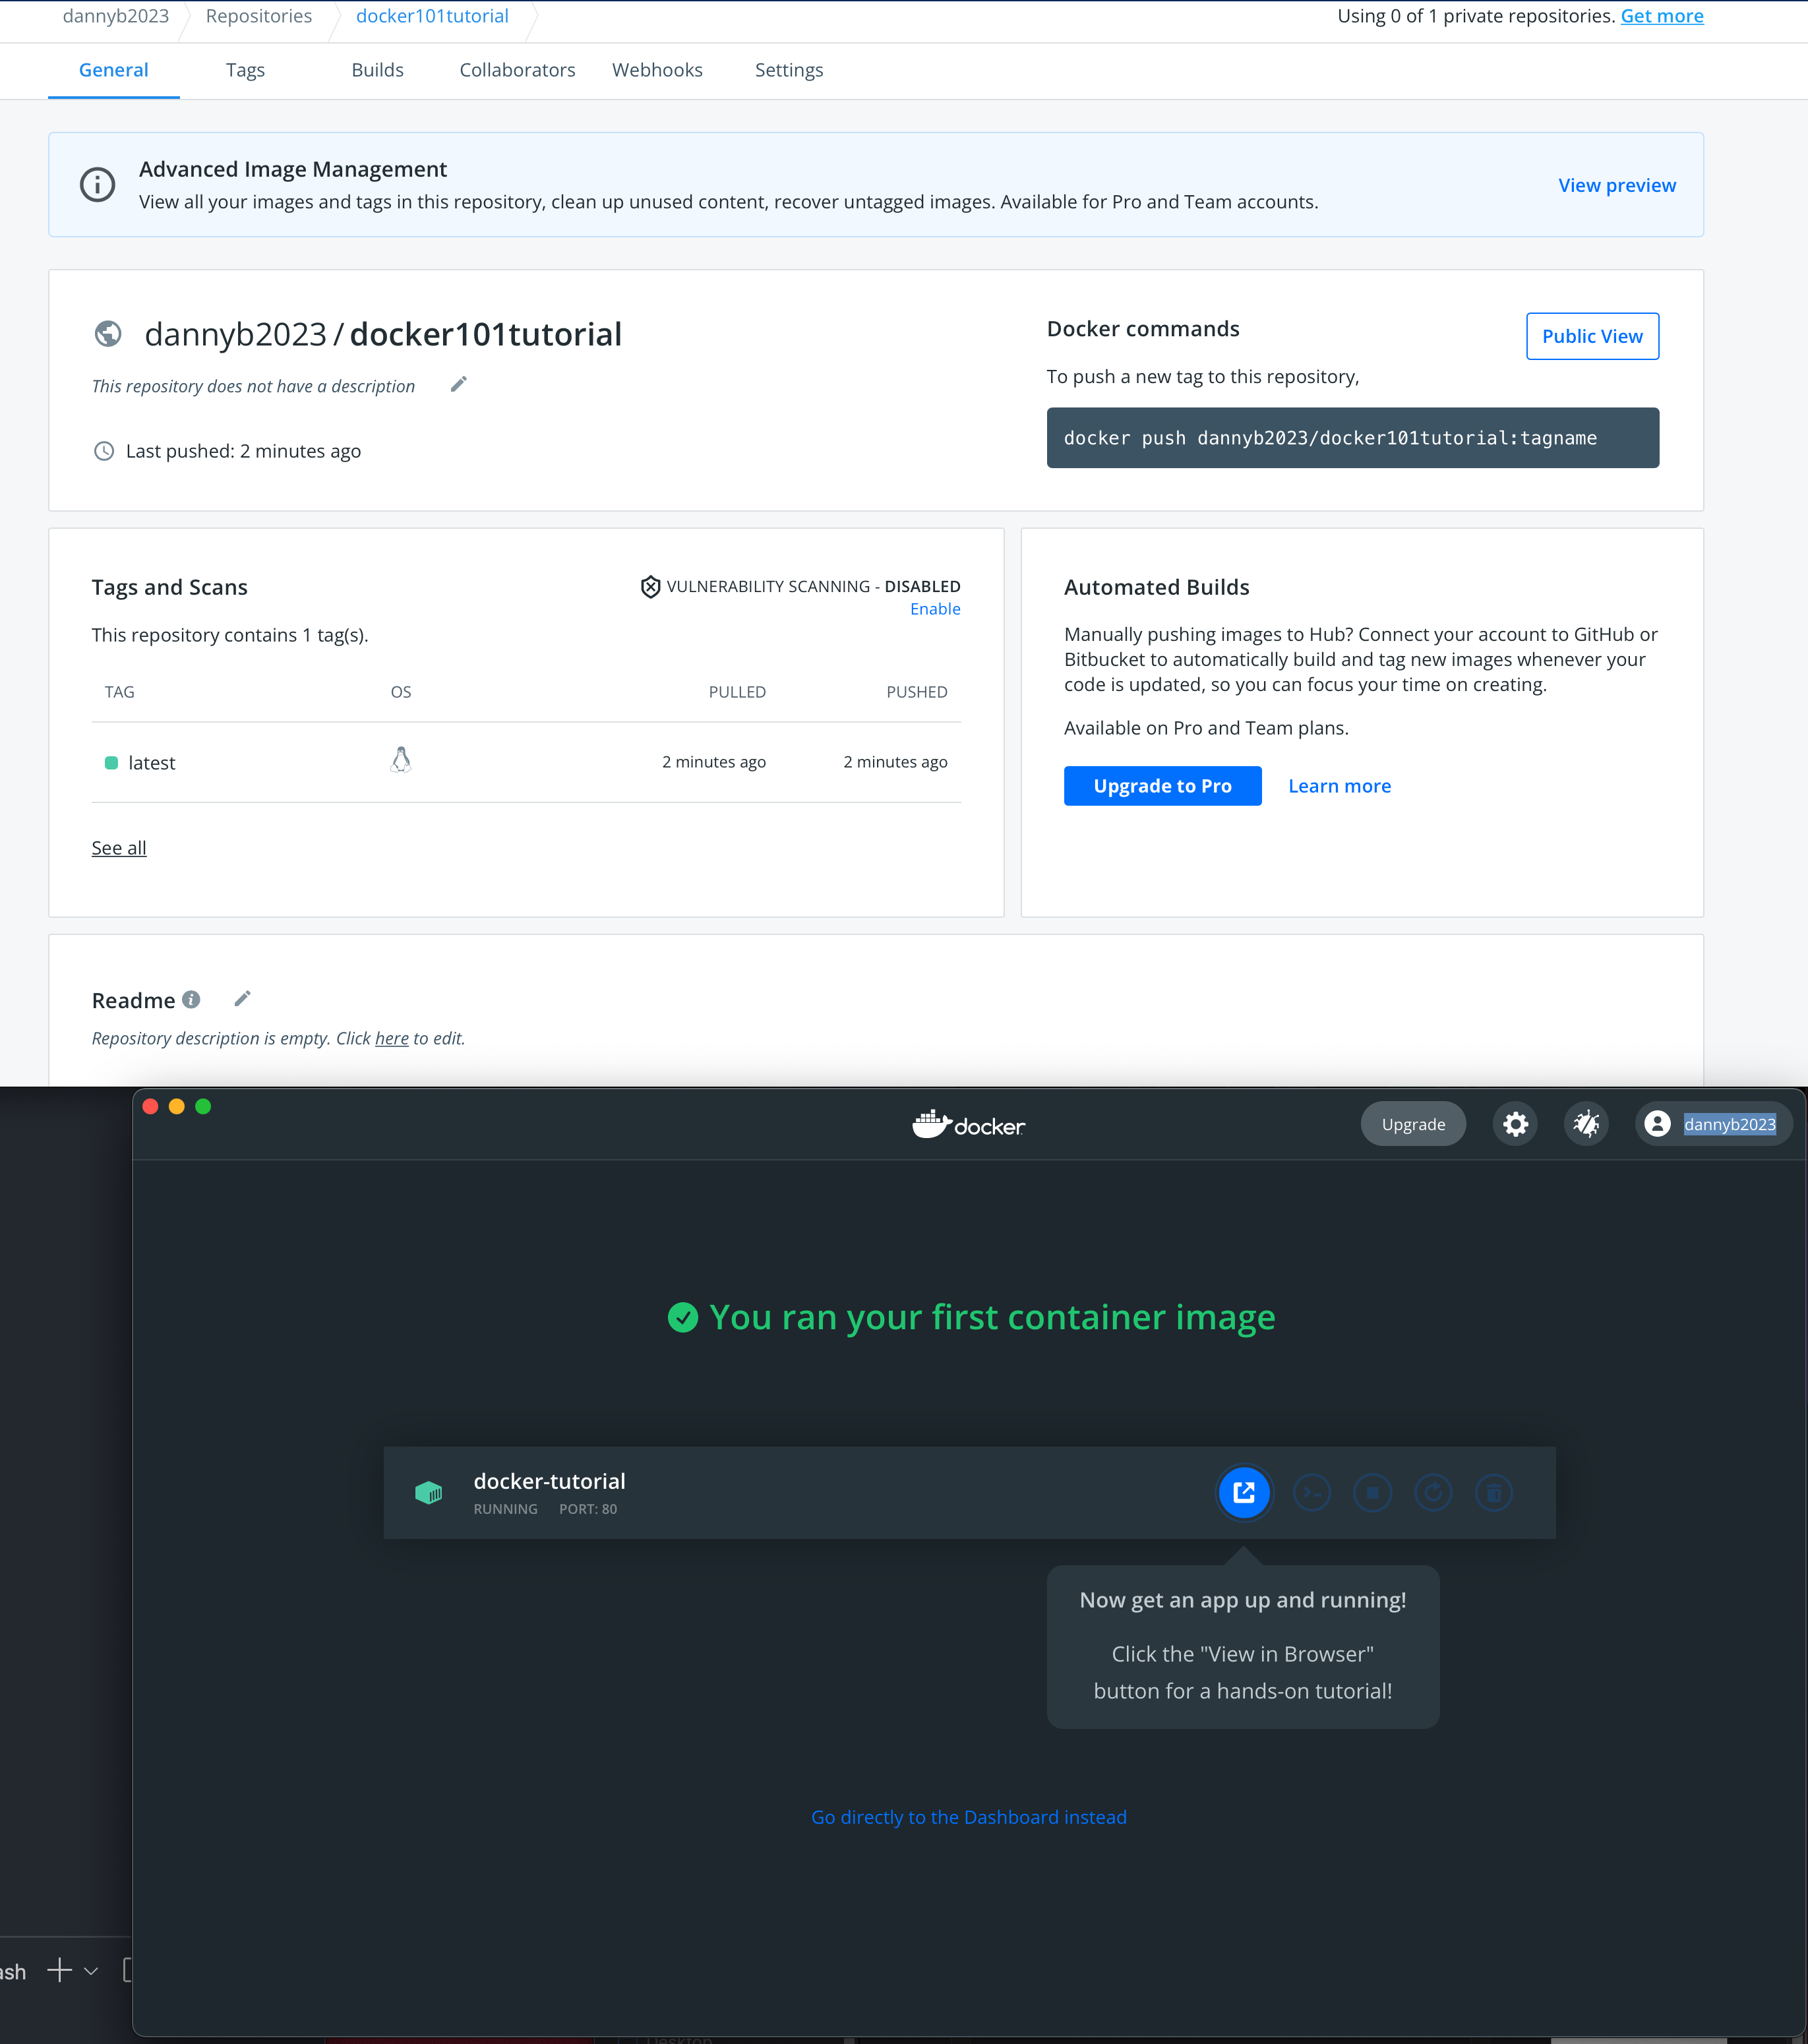 dannyb2023 Repositories docker101tutorial Using 0 of 1 private repositories. Get more
General Tags Builds Collaborators Webhooks Settings
Advanced Image Management
View all your images and tags in this repository, clean up unused content, recover untagged images. Available for Pro and Team accounts.
View preview
dannyb2023 / docker101tutorial
This repository does not have a description
Last pushed: 2 minutes ago
Docker commands
Public View
To push a new tag to this repository,
docker push dannyb2023/docker101tutorial:tagname
Tags and Scans
VULNERABILITY SCANNING - DISABLED
Enable
This repository contains 1 tag(s).
TAG OS PULLED PUSHED
latest 2 minutes ago 2 minutes ago
See all
Automated Builds
Manually pushing images to Hub? Connect your account to GitHub or
Bitbucket to automatically build and tag new images whenever your
code is updated, so you can focus your time on creating.
Available on Pro and Team plans.
Upgrade to Pro Learn more
Readme
Repository description is empty. Click here to edit.
docker
Upgrade
dannyb2023
You ran your first container image
docker-tutorial
RUNNING PORT: 80
Now get an app up and running!
Click the "View in Browser"
button for a hands-on tutorial!
Go directly to the Dashboard instead
ash